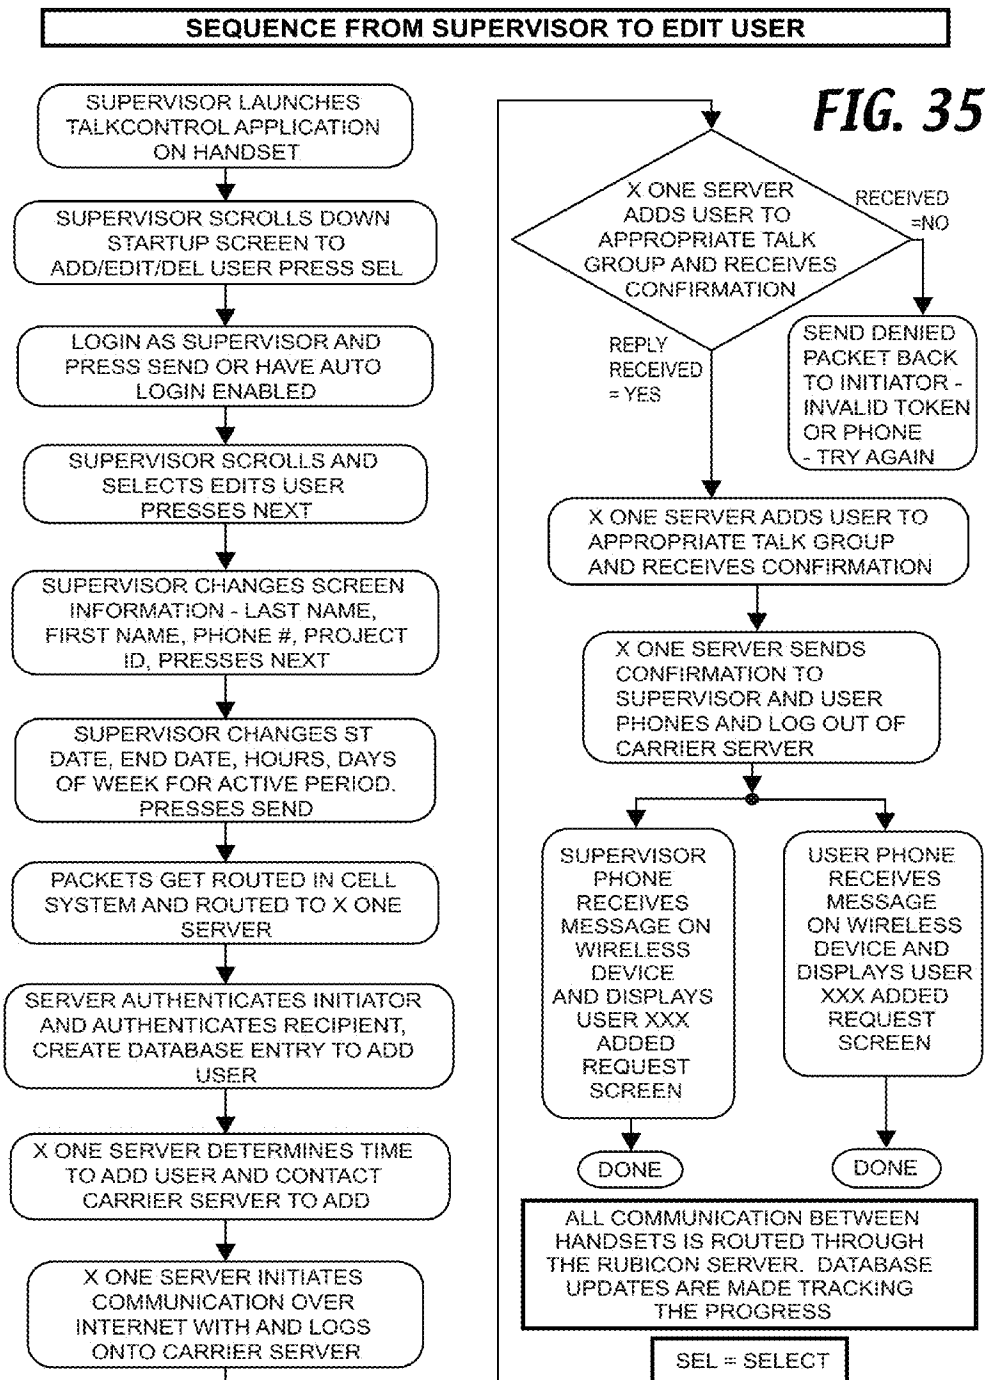 SEQUENCE FROM SUPERVISOR TO EDIT USER
FIG. 35
SUPERVISOR LAUNCHES
TALKCONTROL APPLICATION
ON HANDSET
SUPERVISOR SCROLLS DOWN
STARTUP SCREEN TO
ADD/EDIT/DEL USER PRESS SEL
LOGIN AS SUPERVISOR AND
PRESS SEND OR HAVE AUTO
LOGIN ENABLED
SUPERVISOR SCROLLS AND
SELECTS EDITS USER
PRESSES NEXT
SUPERVISOR CHANGES SCREEN
INFORMATION - LAST NAME,
FIRST NAME, PHONE #, PROJECT
ID, PRESSES NEXT
SUPERVISOR CHANGES ST
DATE, END DATE, HOURS, DAYS
OF WEEK FOR ACTIVE PERIOD.
PRESSES SEND
PACKETS GET ROUTED IN CELL
SYSTEM AND ROUTED TO X ONE
SERVER
SERVER AUTHENTICATES INITIATOR
AND AUTHENTICATES RECIPIENT,
CREATE DATABASE ENTRY TO ADD
USER
X ONE SERVER DETERMINES TIME
TO ADD USER AND CONTACT
CARRIER SERVER TO ADD
X ONE SERVER INITIATES
COMMUNICATION OVER
INTERNET WITH AND LOGS
ONTO CARRIER SERVER
X ONE SERVER
ADDS USER TO
APPROPRIATE TALK
GROUP AND RECEIVES
CONFIRMATION
RECEIVED
=NO
SEND DENIED
PACKET BACK
TO INITIATOR -
INVALID TOKEN
OR PHONE
- TRY AGAIN
REPLY
RECEIVED
= YES
X ONE SERVER ADDS USER TO
APPROPRIATE TALK GROUP
AND RECEIVES CONFIRMATION
X ONE SERVER SENDS
CONFIRMATION TO
SUPERVISOR AND USER
PHONES AND LOG OUT OF
CARRIER SERVER
SUPERVISOR
PHONE
RECEIVES
MESSAGE ON
WIRELESS
DEVICE
AND DISPLAYS
USER XXX
ADDED
REQUEST
SCREEN
DONE
USER PHONE
RECEIVES
MESSAGE
ON WIRELESS
DEVICE AND
DISPLAYS USER
XXX ADDED
REQUEST
SCREEN
DONE
ALL COMMUNICATION BETWEEN
HANDSETS IS ROUTED THROUGH
THE RUBICON SERVER. DATABASE
UPDATES ARE MADE TRACKING
THE PROGRESS
SEL = SELECT